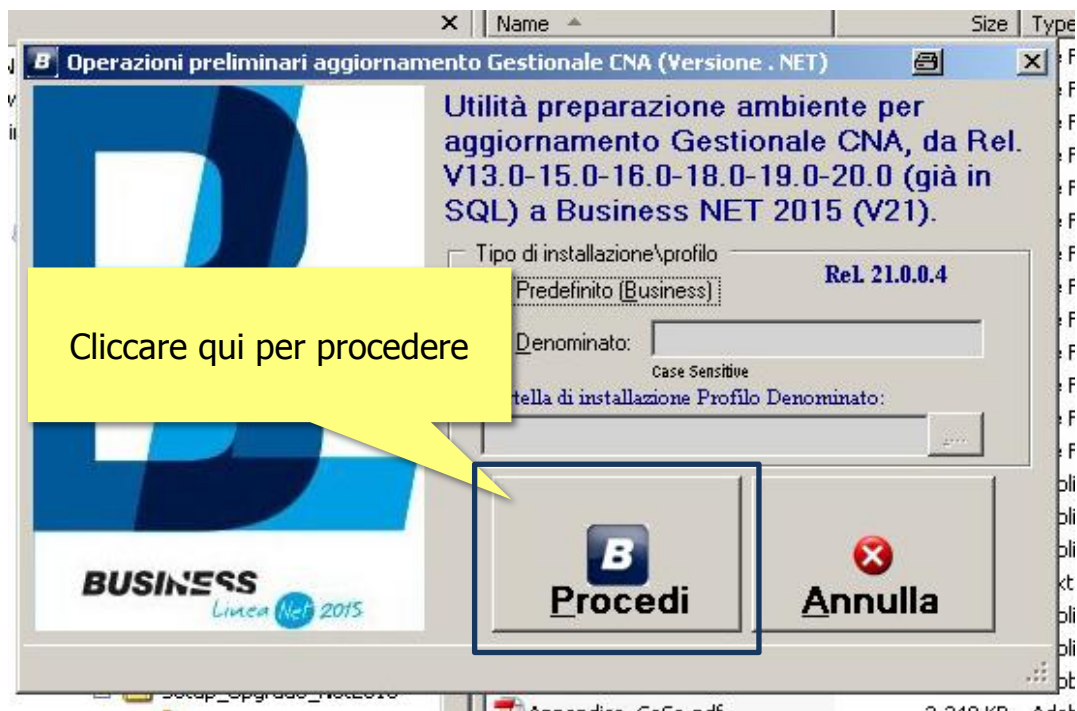 Name
Size
Type
Operazioni preliminari aggiornamento Gestionale CNA (Versione . NET)
Utilità preparazione ambiente per
aggiornamento Gestionale CNA, da Rel.
V13.0-15.0-16.0-18.0-19.0-20.0 (già in
SQL) a Business NET 2015 (V21).
Tipo di installazione\profilo
Rel. 21.0.0.4
Predefinito (Business)
Cliccare qui per procedere
Denominato:
Case Sensitive
di installazione Profilo Denominato:
....
BUSINESS
Linea Net 2015
Procedi
Annulla
Appendice_CoGe.pdf